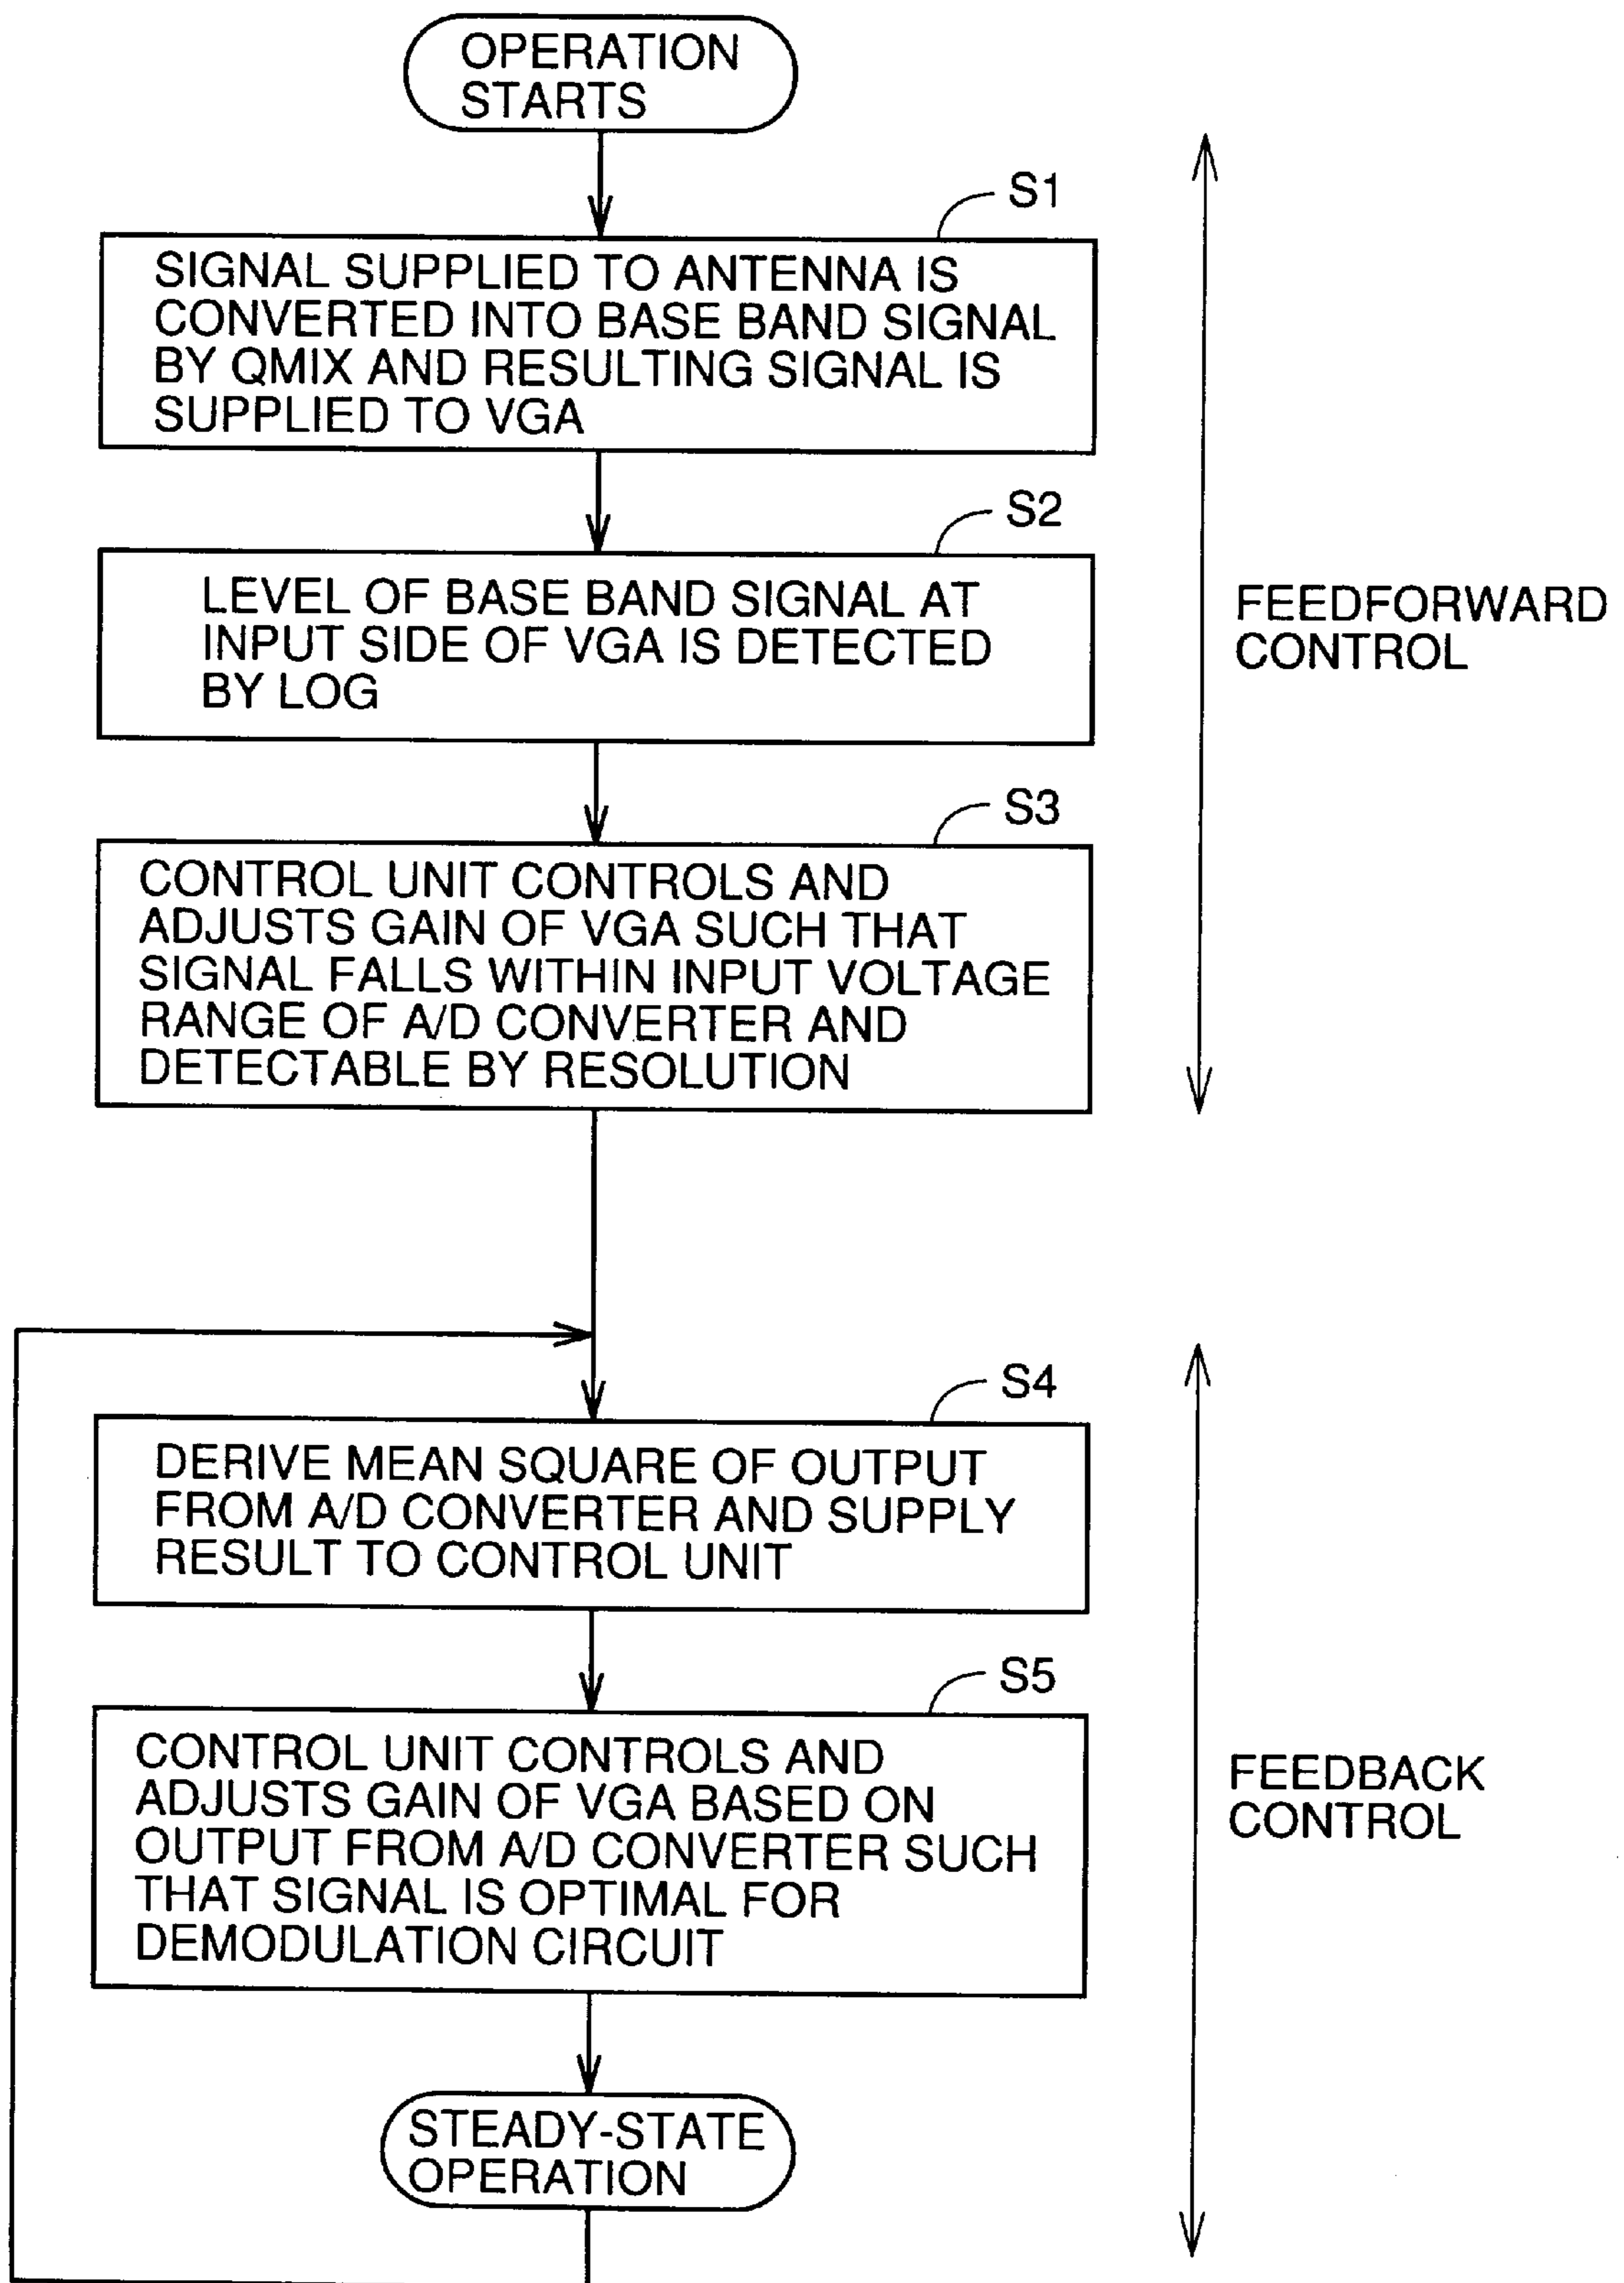 OPERATION
STARTS
S1
SIGNAL SUPPLIED TO ANTENNA IS
CONVERTED INTO BASE BAND SIGNAL
BY QMIX AND RESULTING SIGNAL IS
SUPPLIED TO VGA
S2
LEVEL OF BASE BAND SIGNAL AT
INPUT SIDE OF VGA IS DETECTED
BY LOG
FEEDFORWARD
CONTROL
S3
CONTROL UNIT CONTROLS AND
ADJUSTS GAIN OF VGA SUCH THAT
SIGNAL FALLS WITHIN INPUT VOLTAGE
RANGE OF A/D CONVERTER AND
DETECTABLE BY RESOLUTION
S4
DERIVE MEAN SQUARE OF OUTPUT
FROM A/D CONVERTER AND SUPPLY
RESULT TO CONTROL UNIT
S5
CONTROL UNIT CONTROLS AND
ADJUSTS GAIN OF VGA BASED ON
OUTPUT FROM A/D CONVERTER SUCH
THAT SIGNAL IS OPTIMAL FOR
DEMODULATION CIRCUIT
FEEDBACK
CONTROL
STEADY-STATE
OPERATION